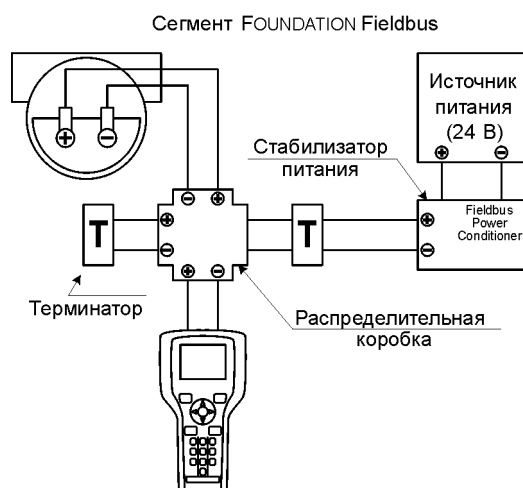 Сегмент FOUNDATION Fieldbus
Источник
питания
(24 В)
+ −
+ −
Стабилизатор
питания
− +
+
−
+ −
T
T
+
−
Fieldbus
Power
Conditioner
Терминатор
Распределительная
коробка